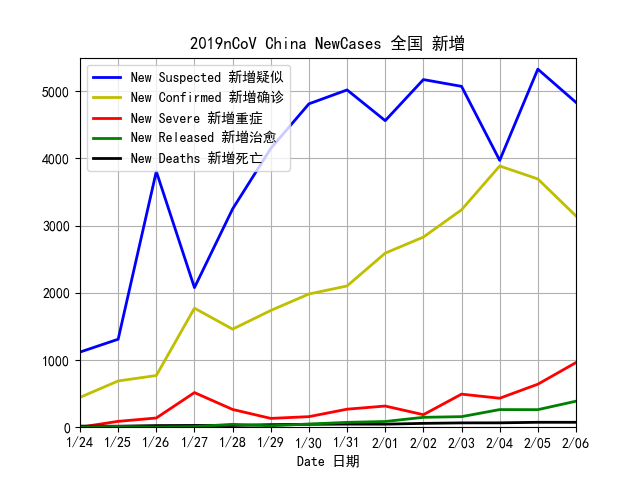 2019nCoV China NewCases 全国 新增
New Suspected 新增疑似
New Confirmed 新增确诊
New Severe 新增重症
New Released 新增治愈
New Deaths 新增死亡
5000
4000
3000
2000
1000
0
1/24 1/25 1/26 1/27 1/28 1/29 1/30 1/31 2/01 2/02 2/03 2/04 2/05 2/06
Date 日期